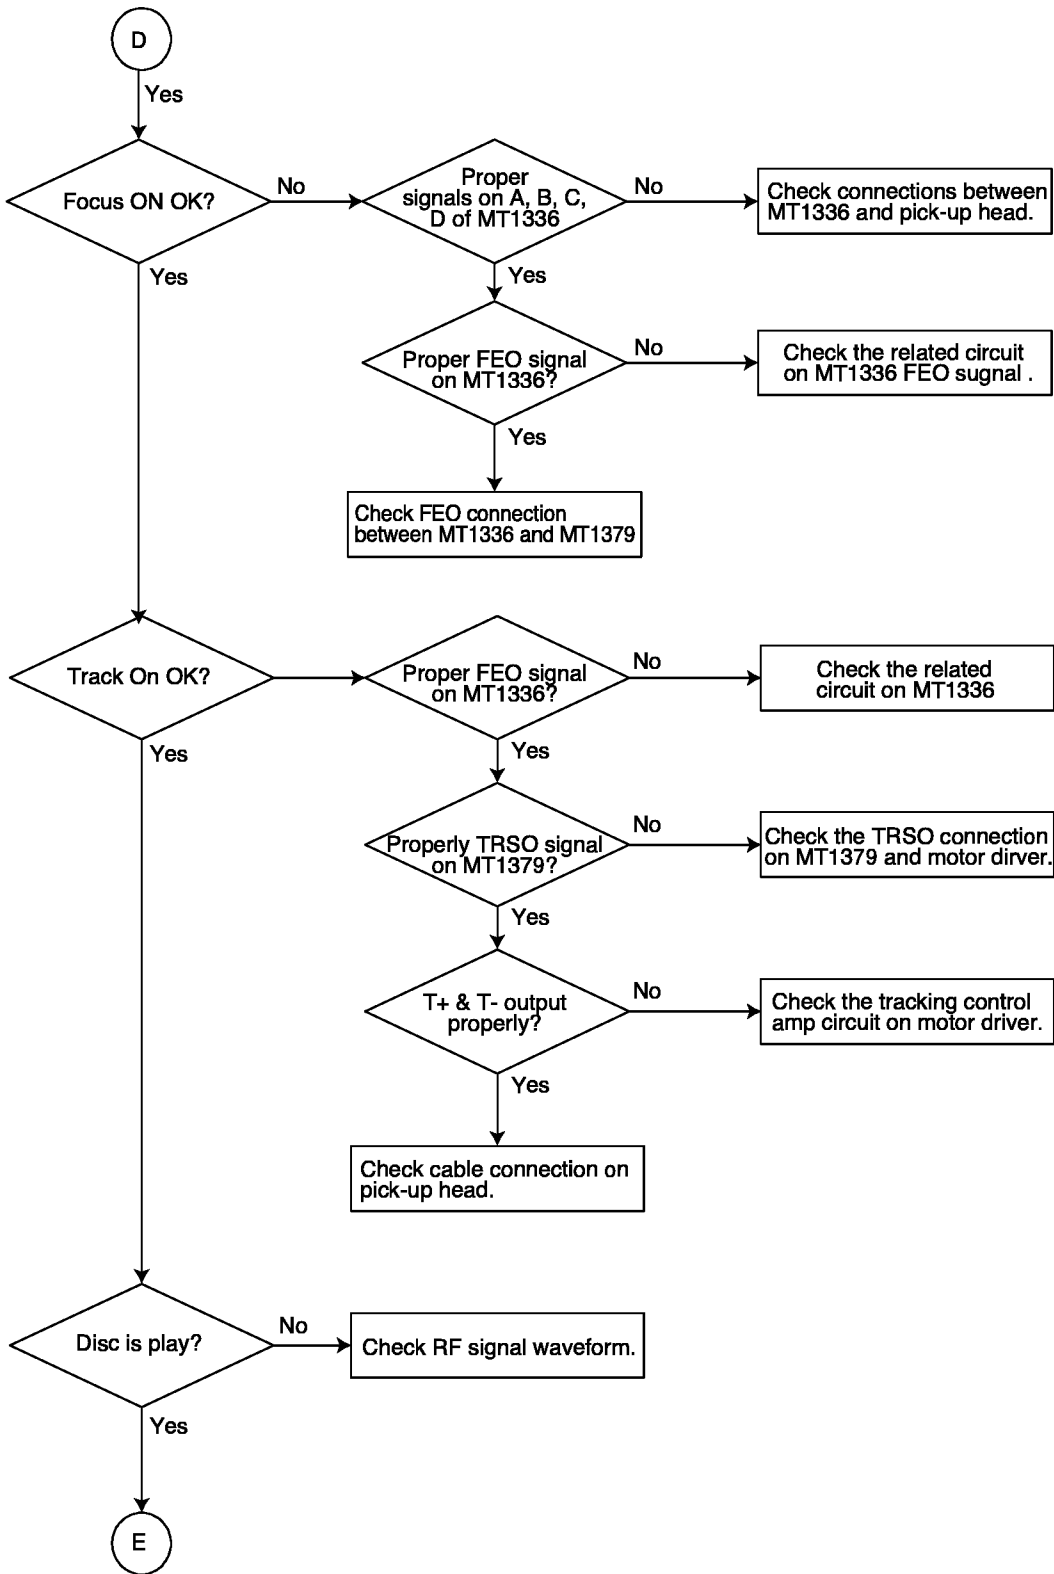 D
Yes
Focus ON OK?
No
Proper
signals on A, B, C,
D of MT1336
No
Check connections between
MT1336 and pick-up head.
Yes
Yes
Proper FEO signal
on MT1336?
No
Check the related circuit
on MT1336 FEO sugnal .
Yes
Check FEO connection
between MT1336 and MT1379
Track On OK?
Proper FEO signal
on MT1336?
No
Check the related
circuit on MT1336
Yes
Yes
Properly TRSO signal
on MT1379?
No
Check the TRSO connection
on MT1379 and motor dirver.
Yes
T+ & T- output
properly?
No
Check the tracking control
amp circuit on motor driver.
Yes
Check cable connection on
pick-up head.
Disc is play?
No
Check RF signal waveform.
Yes
E